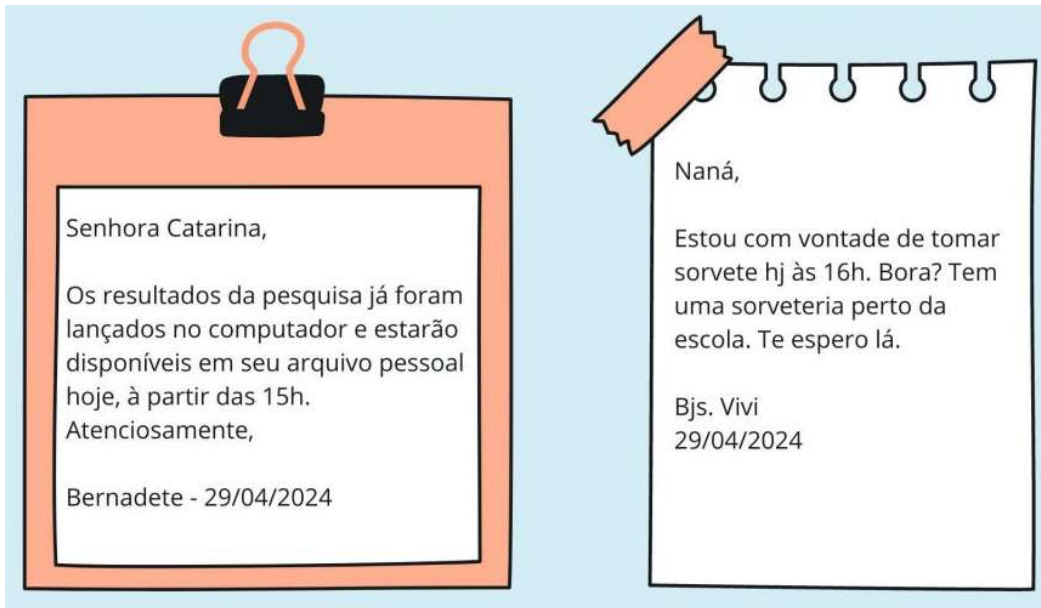 Senhora Catarina,
Os resultados da pesquisa já foram
lançados no computador e estarão
disponíveis em seu arquivo pessoal
hoje, à partir das 15h.
Atenciosamente,
Bernadete - 29/04/2024
Naná,
Estou com vontade de tomar
sorvete hj às 16h. Bora? Tem
uma sorveteria perto da
escola. Te espero lá.
Bjs. Vivi
29/04/2024